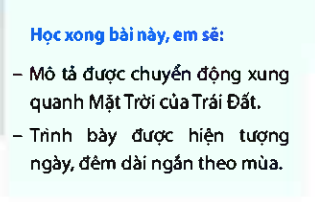 Học xong bài này, em sẽ:
– Mô tả được chuyển động xung
quanh Mặt Trời của Trái Đất.
– Trình bày được hiện tượng
ngày, đêm dài ngắn theo mùa.